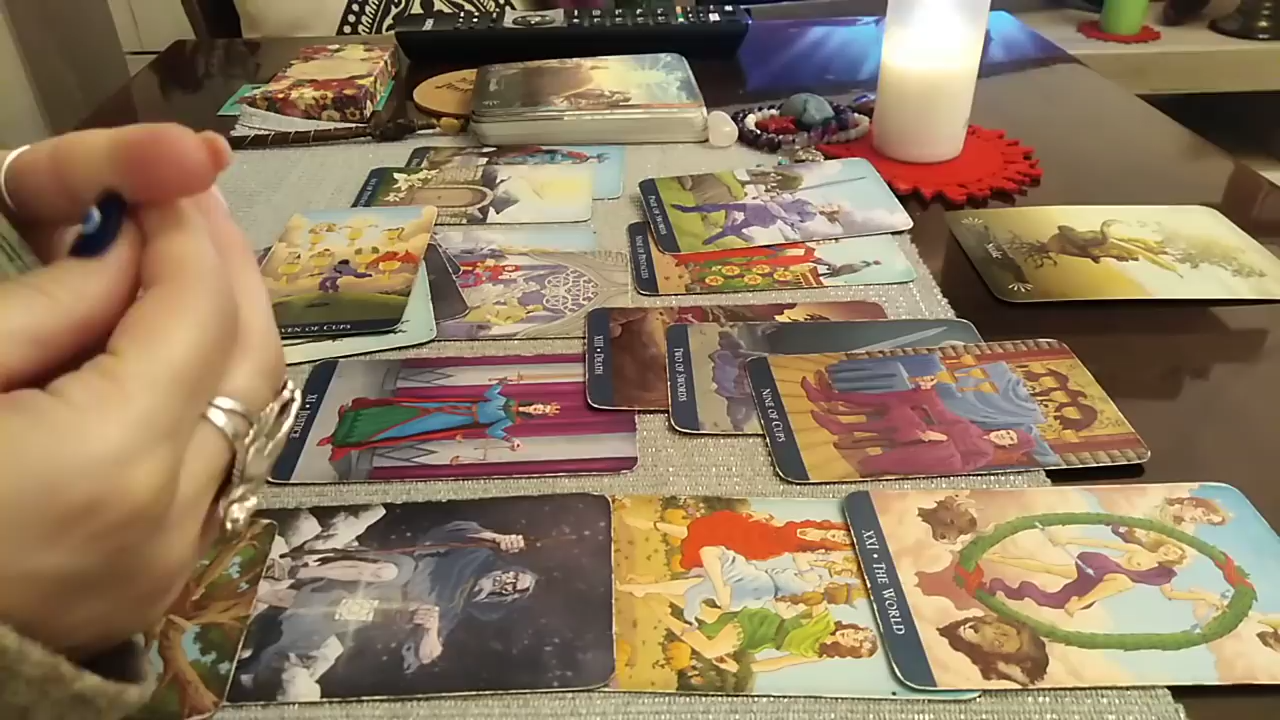 PAGE OF SWORDS
NINE OF PENTACLES
VEN OF CUPS
XIII • DEATH
TWO OF SWORDS
NINE OF CUPS
XI • JUSTICE
XXI • THE WORLD